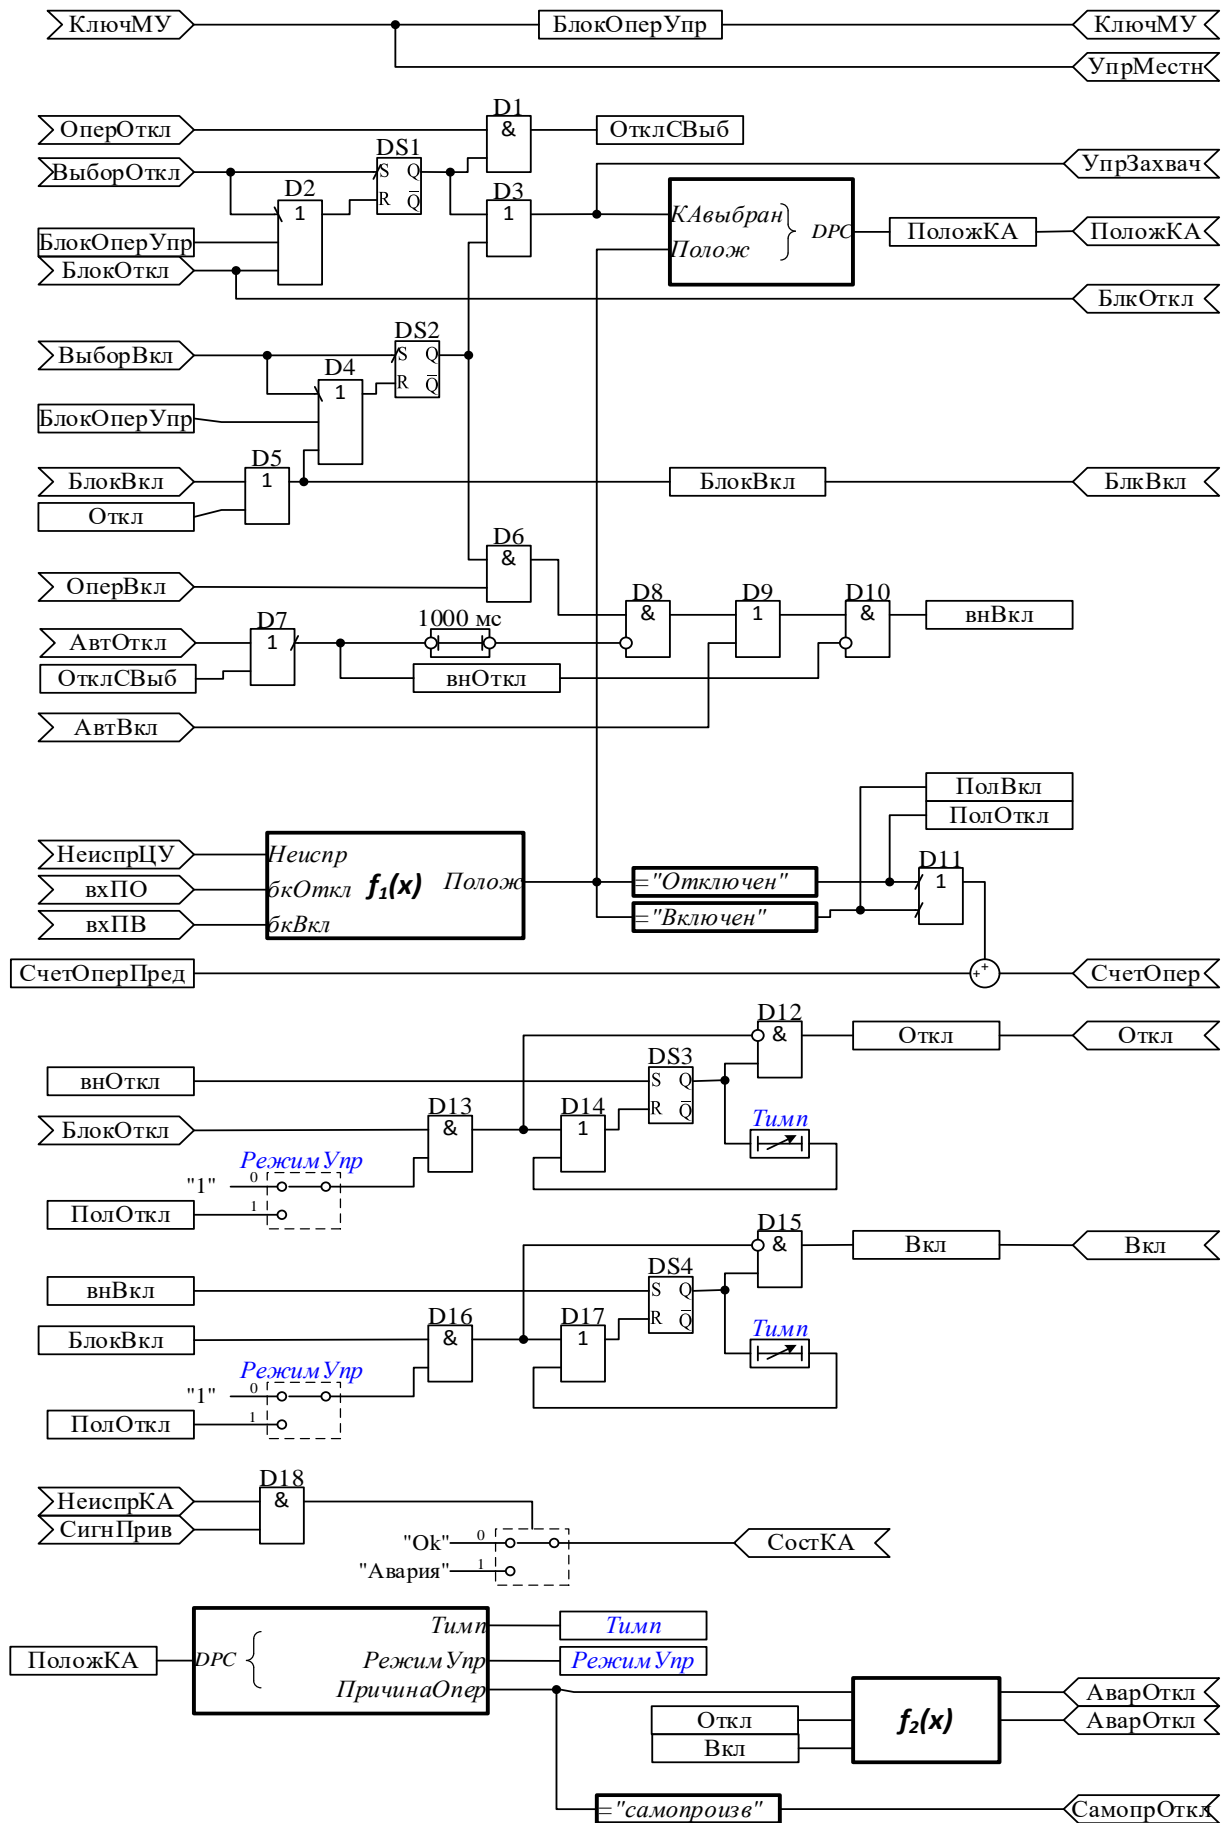 КлючМУ БлокОперУпр КлючМУ
УпрМестн
ОперОткл D1 & ОтклСВыб
ВыборОткл DS1 S Q R Q УпрЗахвач
D2 1 D3 1 КАвыбран DPC ПоложКА ПоложКА
БлокОперУпр Полож
БлокОткл
БлкОткл
ВыборВкл DS2 S Q R Q
D4 1
БлокОперУпр
БлокВкл D5 1 БлокВкл БлкВкл
Откл
D6 &
ОперВкл
АвтОткл D7 1 1000 мс D8 & D9 1 D10 & внВкл
ОтклСВыб внОткл
АвтВкл
ПолВкл
ПолОткл
НеиспрЦУ Неиспр D11
вхПО бкОткл f1(x) Полож ="Отключен" 1
вхПВ бкВкл ="Включен"
СчетОперПред + + СчетОпер
D12 & Откл Откл
внОткл DS3 S Q R Q
БлокОткл D13 & D14 1 Тимп
РежимУпр
"1" 0
ПолОткл 1
D15 & Вкл Вкл
внВкл DS4 S Q R Q
БлокВкл D16 & D17 1 Тимп
РежимУпр
"1" 0
ПолОткл 1
НеиспрКА D18 &
СигнПрив
"Ok" 0 СостКА
"Авария" 1
Тимп Тимп
ПоложКА DPC РежимУпр РежимУпр
ПричинаОпер АварОткл
Откл f2(x) АварОткл
Вкл
="самопроизв" СамопрОткл